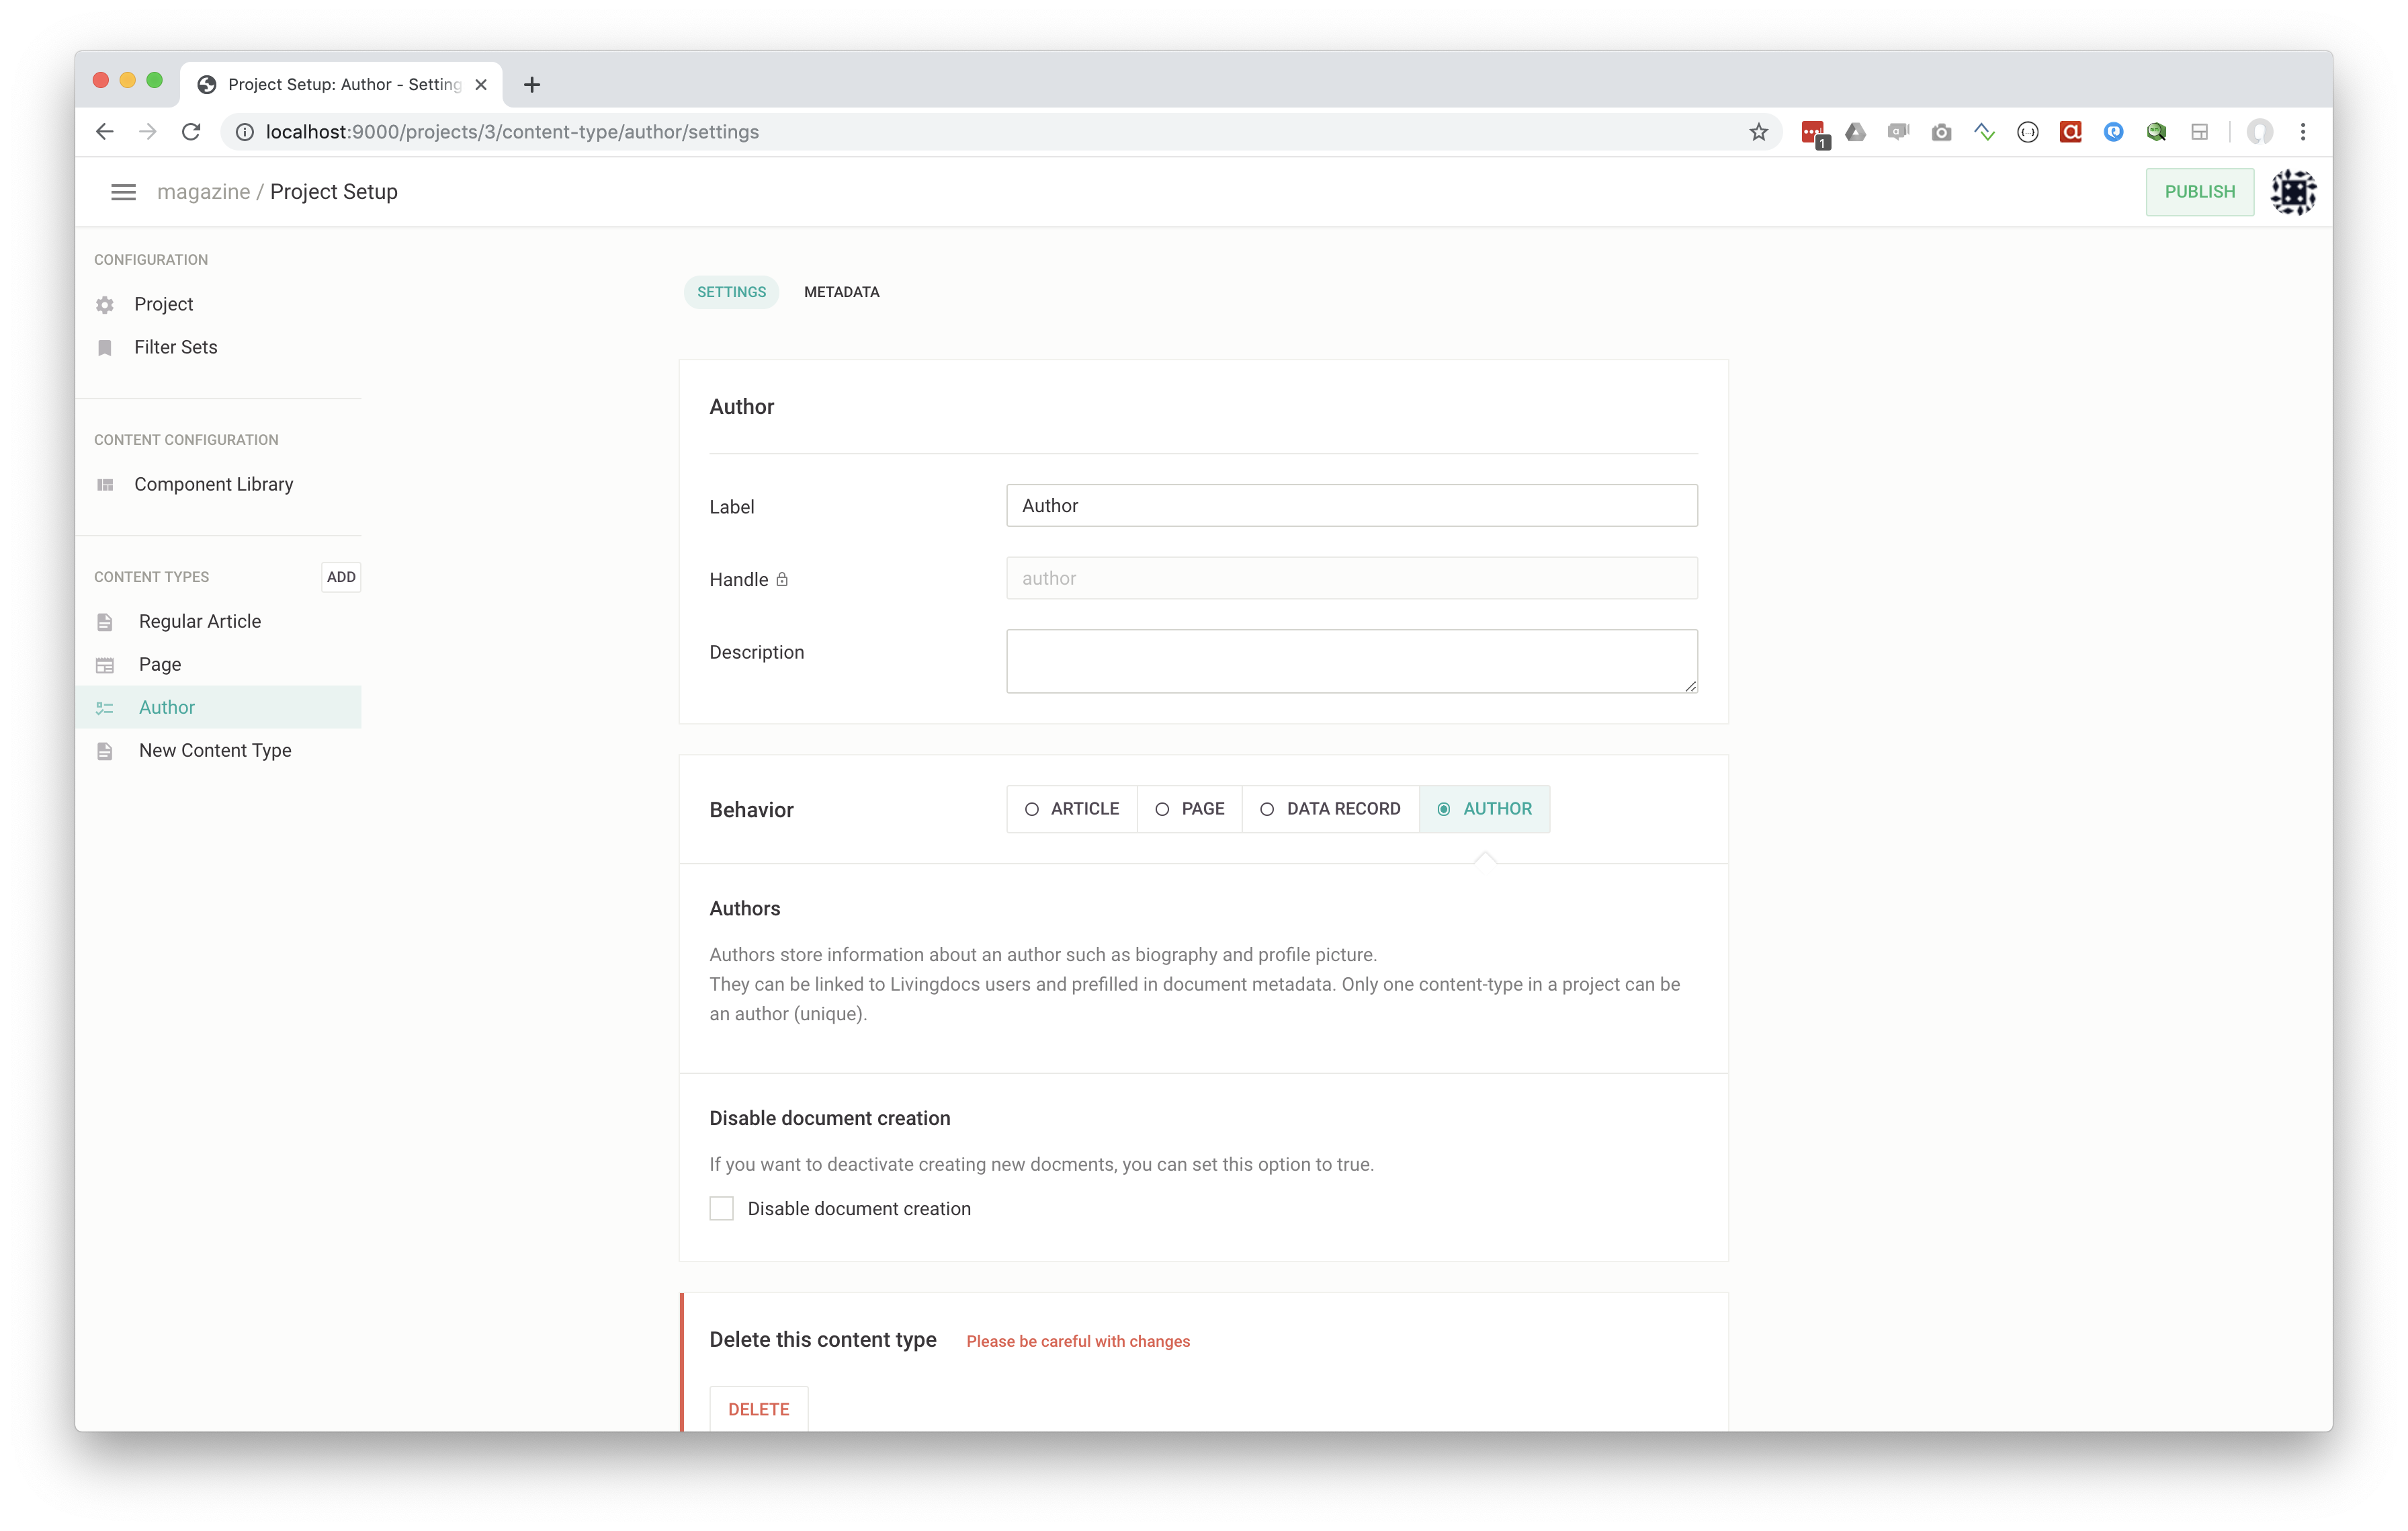 Project Setup: Author - Setting
localhost:9000/projects/3/content-type/author/settings
1
magazine / Project Setup
PUBLISH
CONFIGURATION
Project
Filter Sets
CONTENT CONFIGURATION
Component Library
CONTENT TYPES
ADD
Regular Article
Page
Author
New Content Type
SETTINGS
METADATA
Author
Label
Author
Handle
author
Description
Behavior
ARTICLE
PAGE
DATA RECORD
AUTHOR
Authors
Authors store information about an author such as biography and profile picture.
They can be linked to Livingdocs users and prefilled in document metadata. Only one content-type in a project can be
an author (unique).
Disable document creation
If you want to deactivate creating new docments, you can set this option to true.
Disable document creation
Delete this content type
Please be careful with changes
DELETE